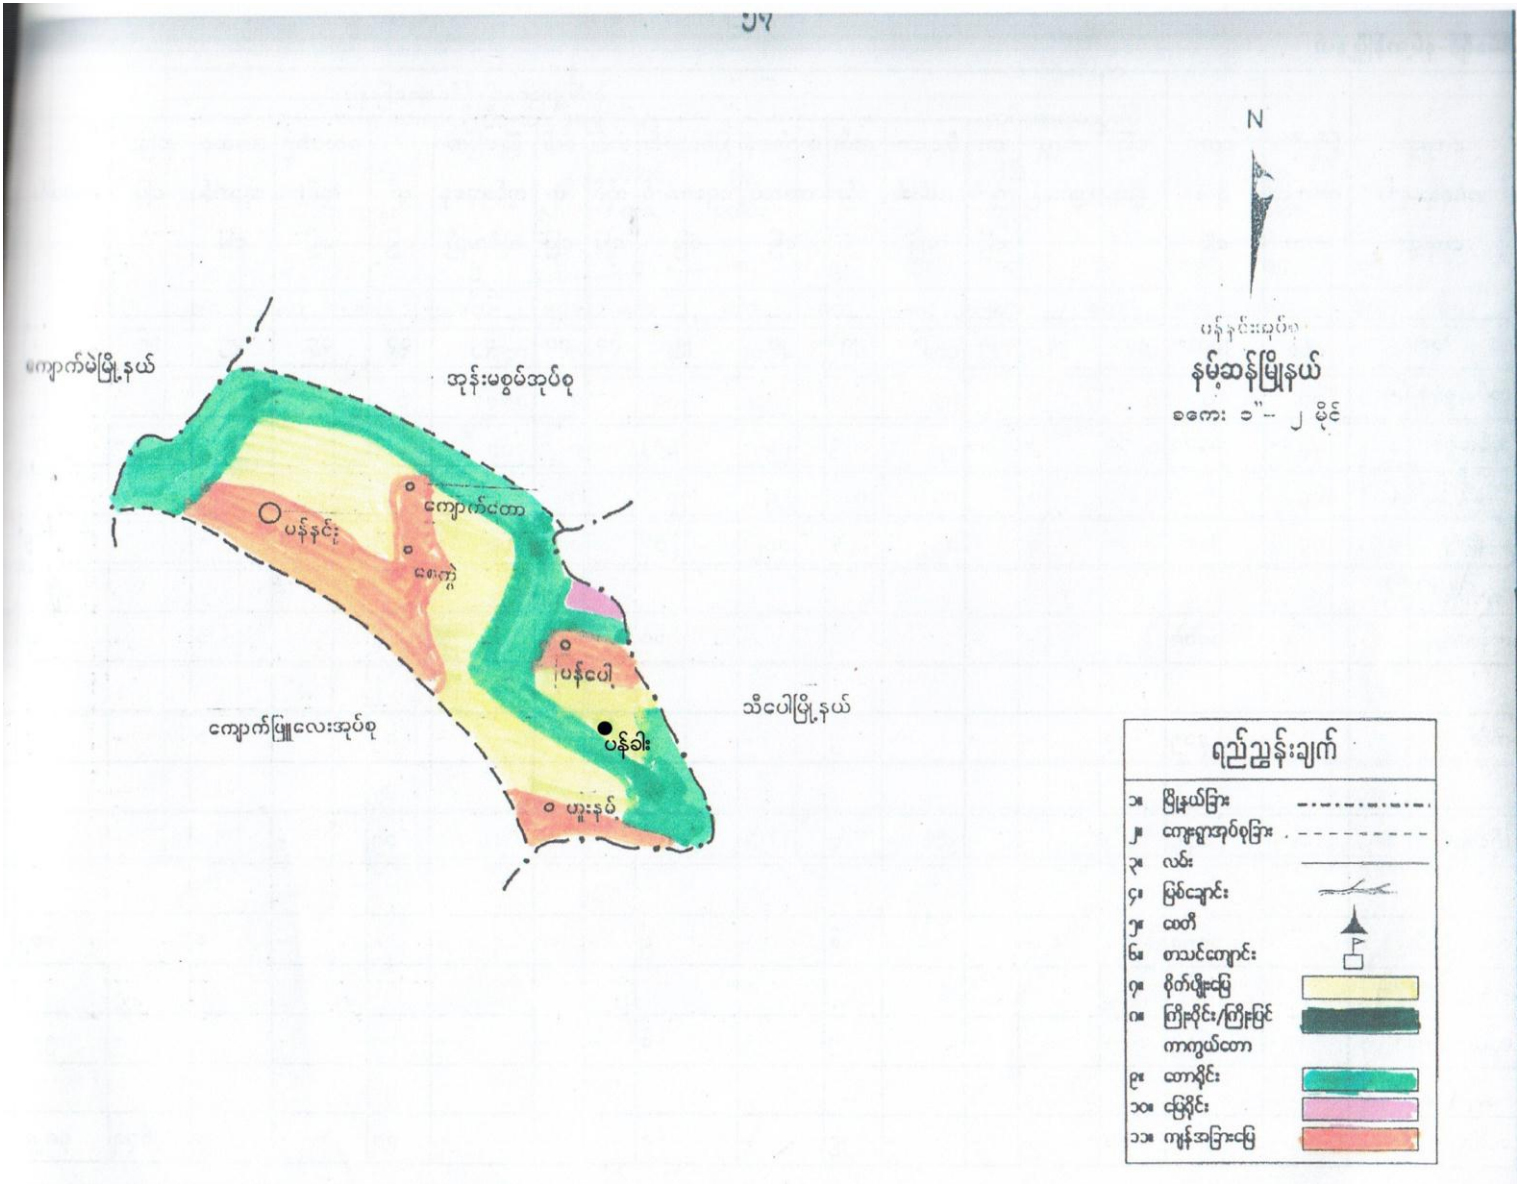 ၅၇
N
ပန်နင်းအုပ်စု
နမ့်ဆန်မြို့နယ်
စကေး ၁" = ၂ မိုင်
ကျောက်မဲမြို့နယ်
အုန်းမစွမ်အုပ်စု
ကျောက်တော
ပန်နင်း
စေကွဲ
ပန်ပေါ့
သီပေါမြို့နယ်
ကျောက်ဖြူလေးအုပ်စု
ပန်ခါး
ဟူးနမ်
ရည်ညွှန်းချက်
၁။ မြို့နယ်ခြား
၂။ ကျေးရွာအုပ်စုခြား
၃။ လမ်း
၄။ မြစ်ချောင်း
၅။ စေတီ
၆။ စာသင်ကျောင်း
၇။ စိုက်ပျိုးမြေ
၈။ ကြိုးဝိုင်း/ကြိုးပြင်
ကာကွယ်တော
၉။ တောရိုင်း
၁၀။ မြေရိုင်း
၁၁။ ကျန်အခြားမြေ